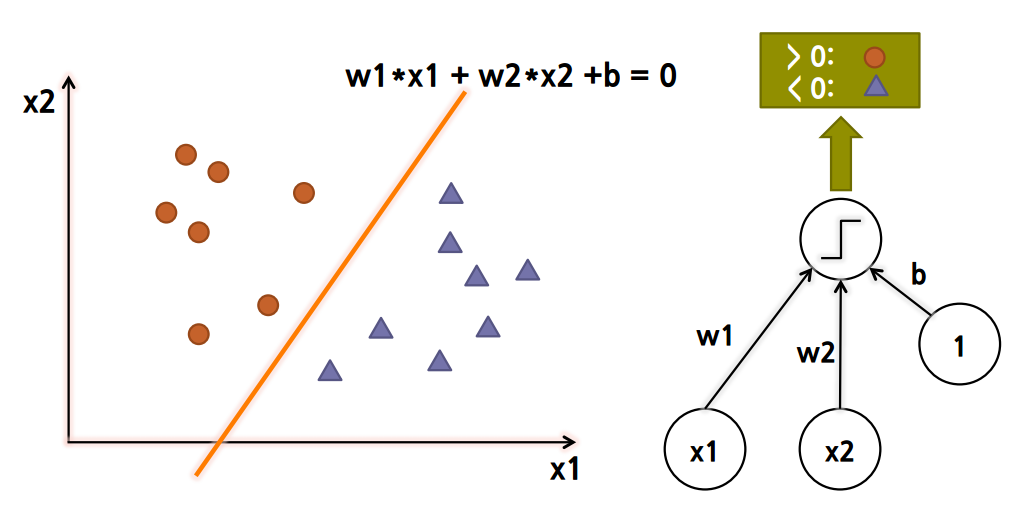 w1*x1 + w2*x2 +b = 0
x2
x1
> 0:
< 0:
b
w1
w2
1
x1
x2